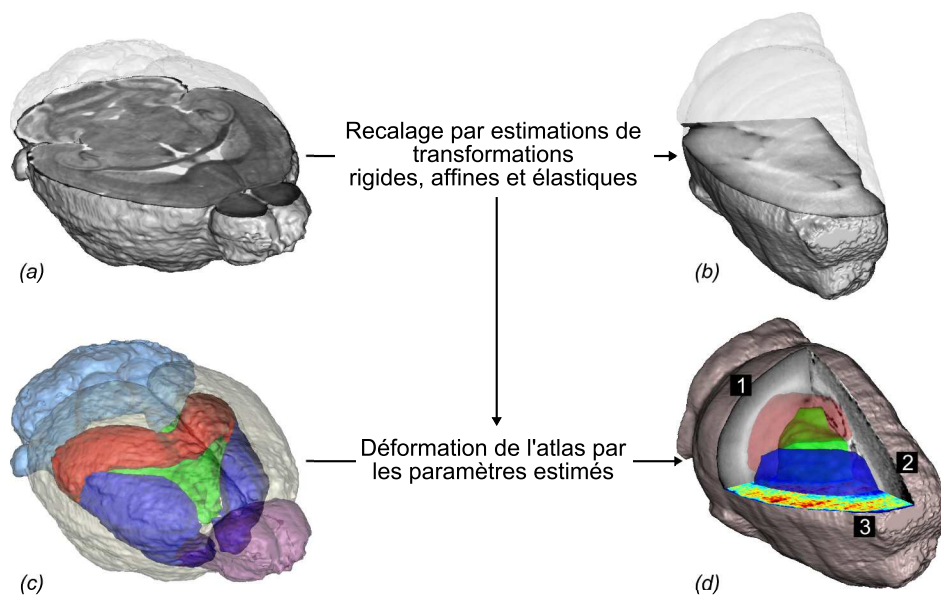 Recalage par estimations de
transformations
rigides, affines et élastiques
(a)
(b)
1
2
3
Déformation de l'atlas par
les paramètres estimés
(c)
(d)